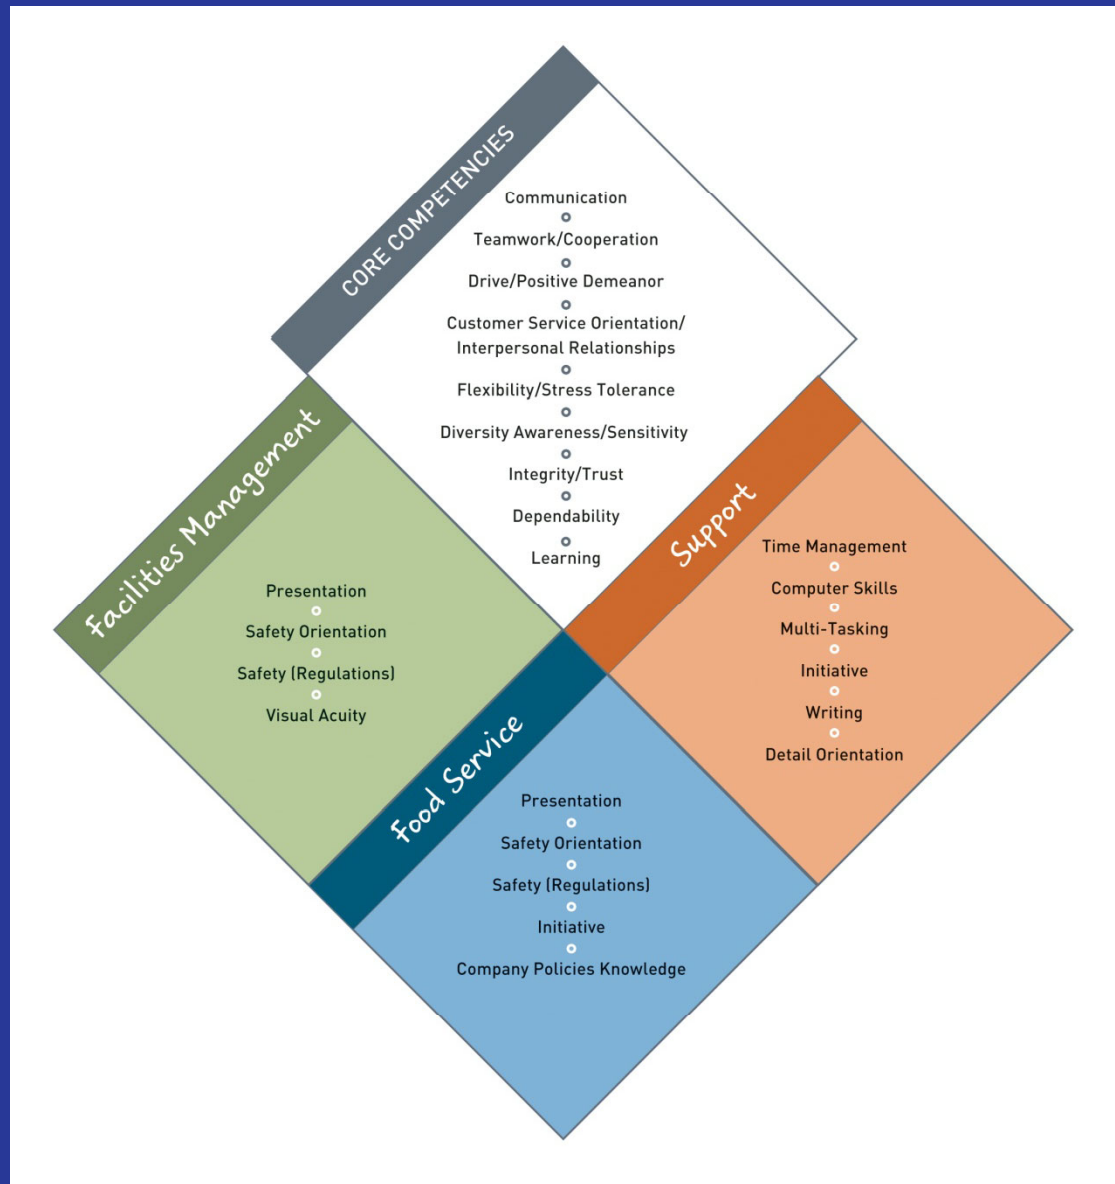 CORE COMPETENCIES
Communication
Teamwork/Cooperation
Drive/Positive Demeanor
Customer Service Orientation/
Interpersonal Relationships
Flexibility/Stress Tolerance
Diversity Awareness/Sensitivity
Integrity/Trust
Dependability
Learning
Facilities Management
Presentation
Safety Orientation
Safety (Regulations)
Visual Acuity
Support
Time Management
Computer Skills
Multi-Tasking
Initiative
Writing
Detail Orientation
Food Service
Presentation
Safety Orientation
Safety (Regulations)
Initiative
Company Policies Knowledge